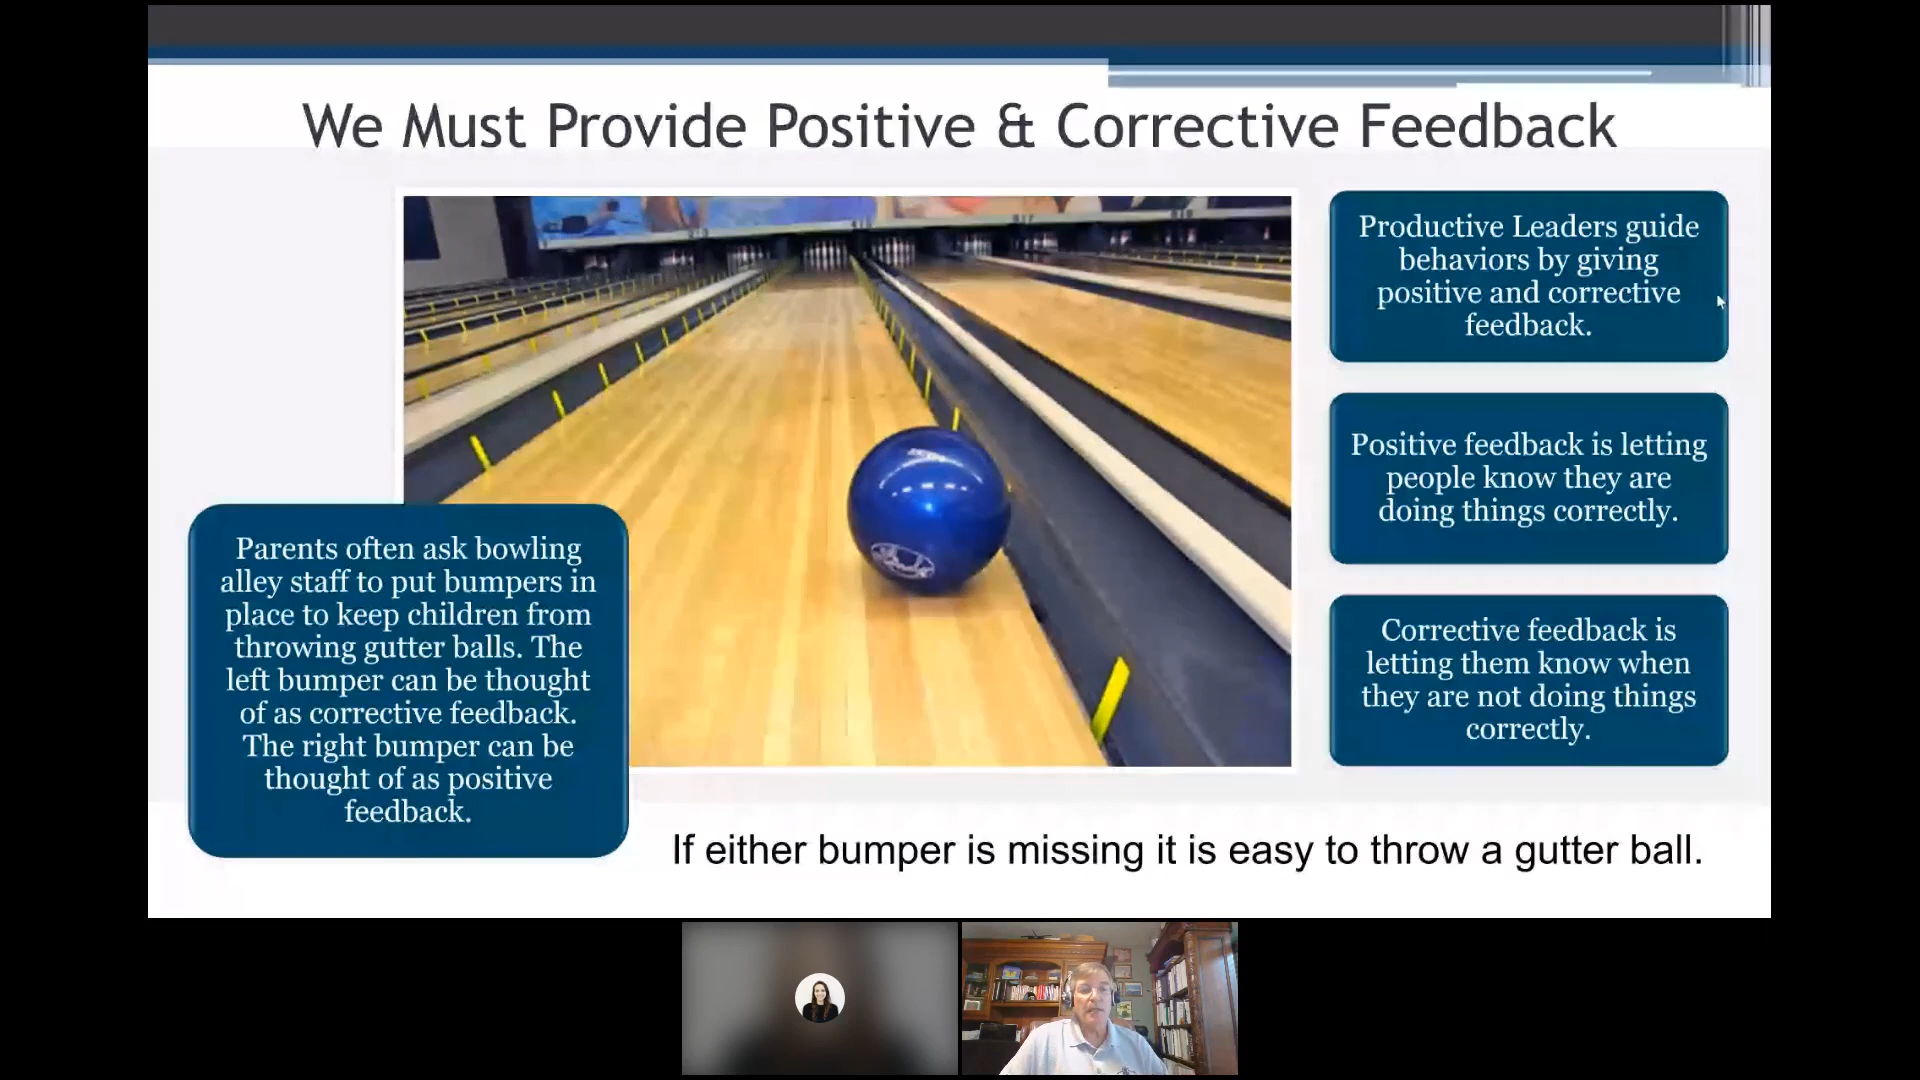 We Must Provide Positive & Corrective Feedback
Productive Leaders guide
behaviors by giving
positive and corrective
feedback.
Positive feedback is letting
people know they are
doing things correctly.
Corrective feedback is
letting them know when
they are not doing things
correctly.
Parents often ask bowling
alley staff to put bumpers in
place to keep children from
throwing gutter balls. The
left bumper can be thought
of as corrective feedback.
The right bumper can be
thought of as positive
feedback.
If either bumper is missing it is easy to throw a gutter ball.